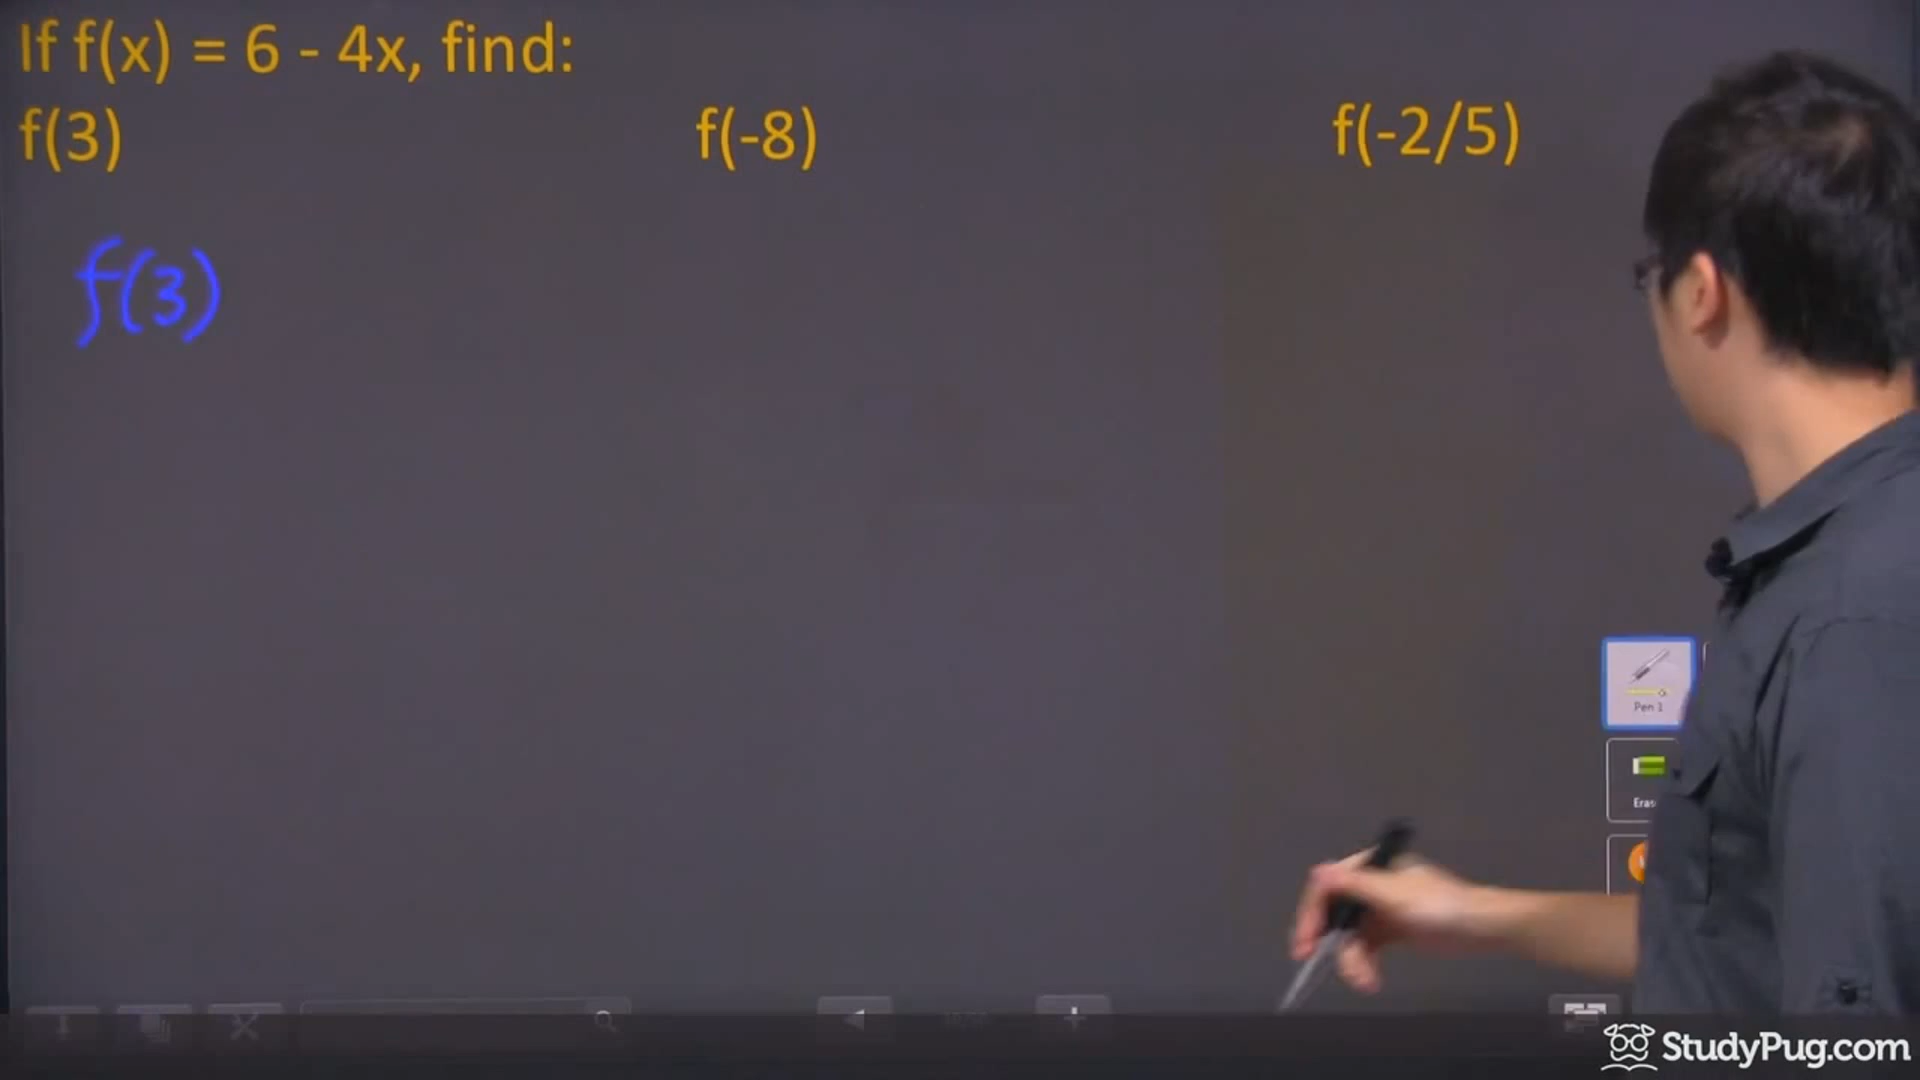 If f(x) = 6 - 4x, find:
f(3) f(-8) f(-2/5)
f(3)
Pen 1
StudyPug.com